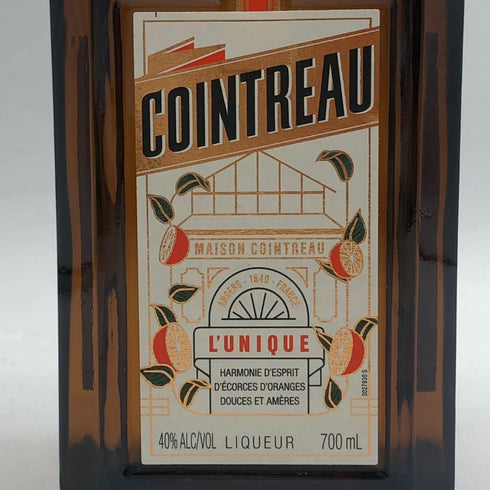 COINTREAU
MAISON COINTREAU
ANGERS - 1849 - FRANCE
L'UNIQUE
HARMONIE D'ESPRIT
D'ÉCORCES D'ORANGES
DOUCES ET AMÈRES
40% ALC/VOL LIQUEUR 700 mL
3027930 S